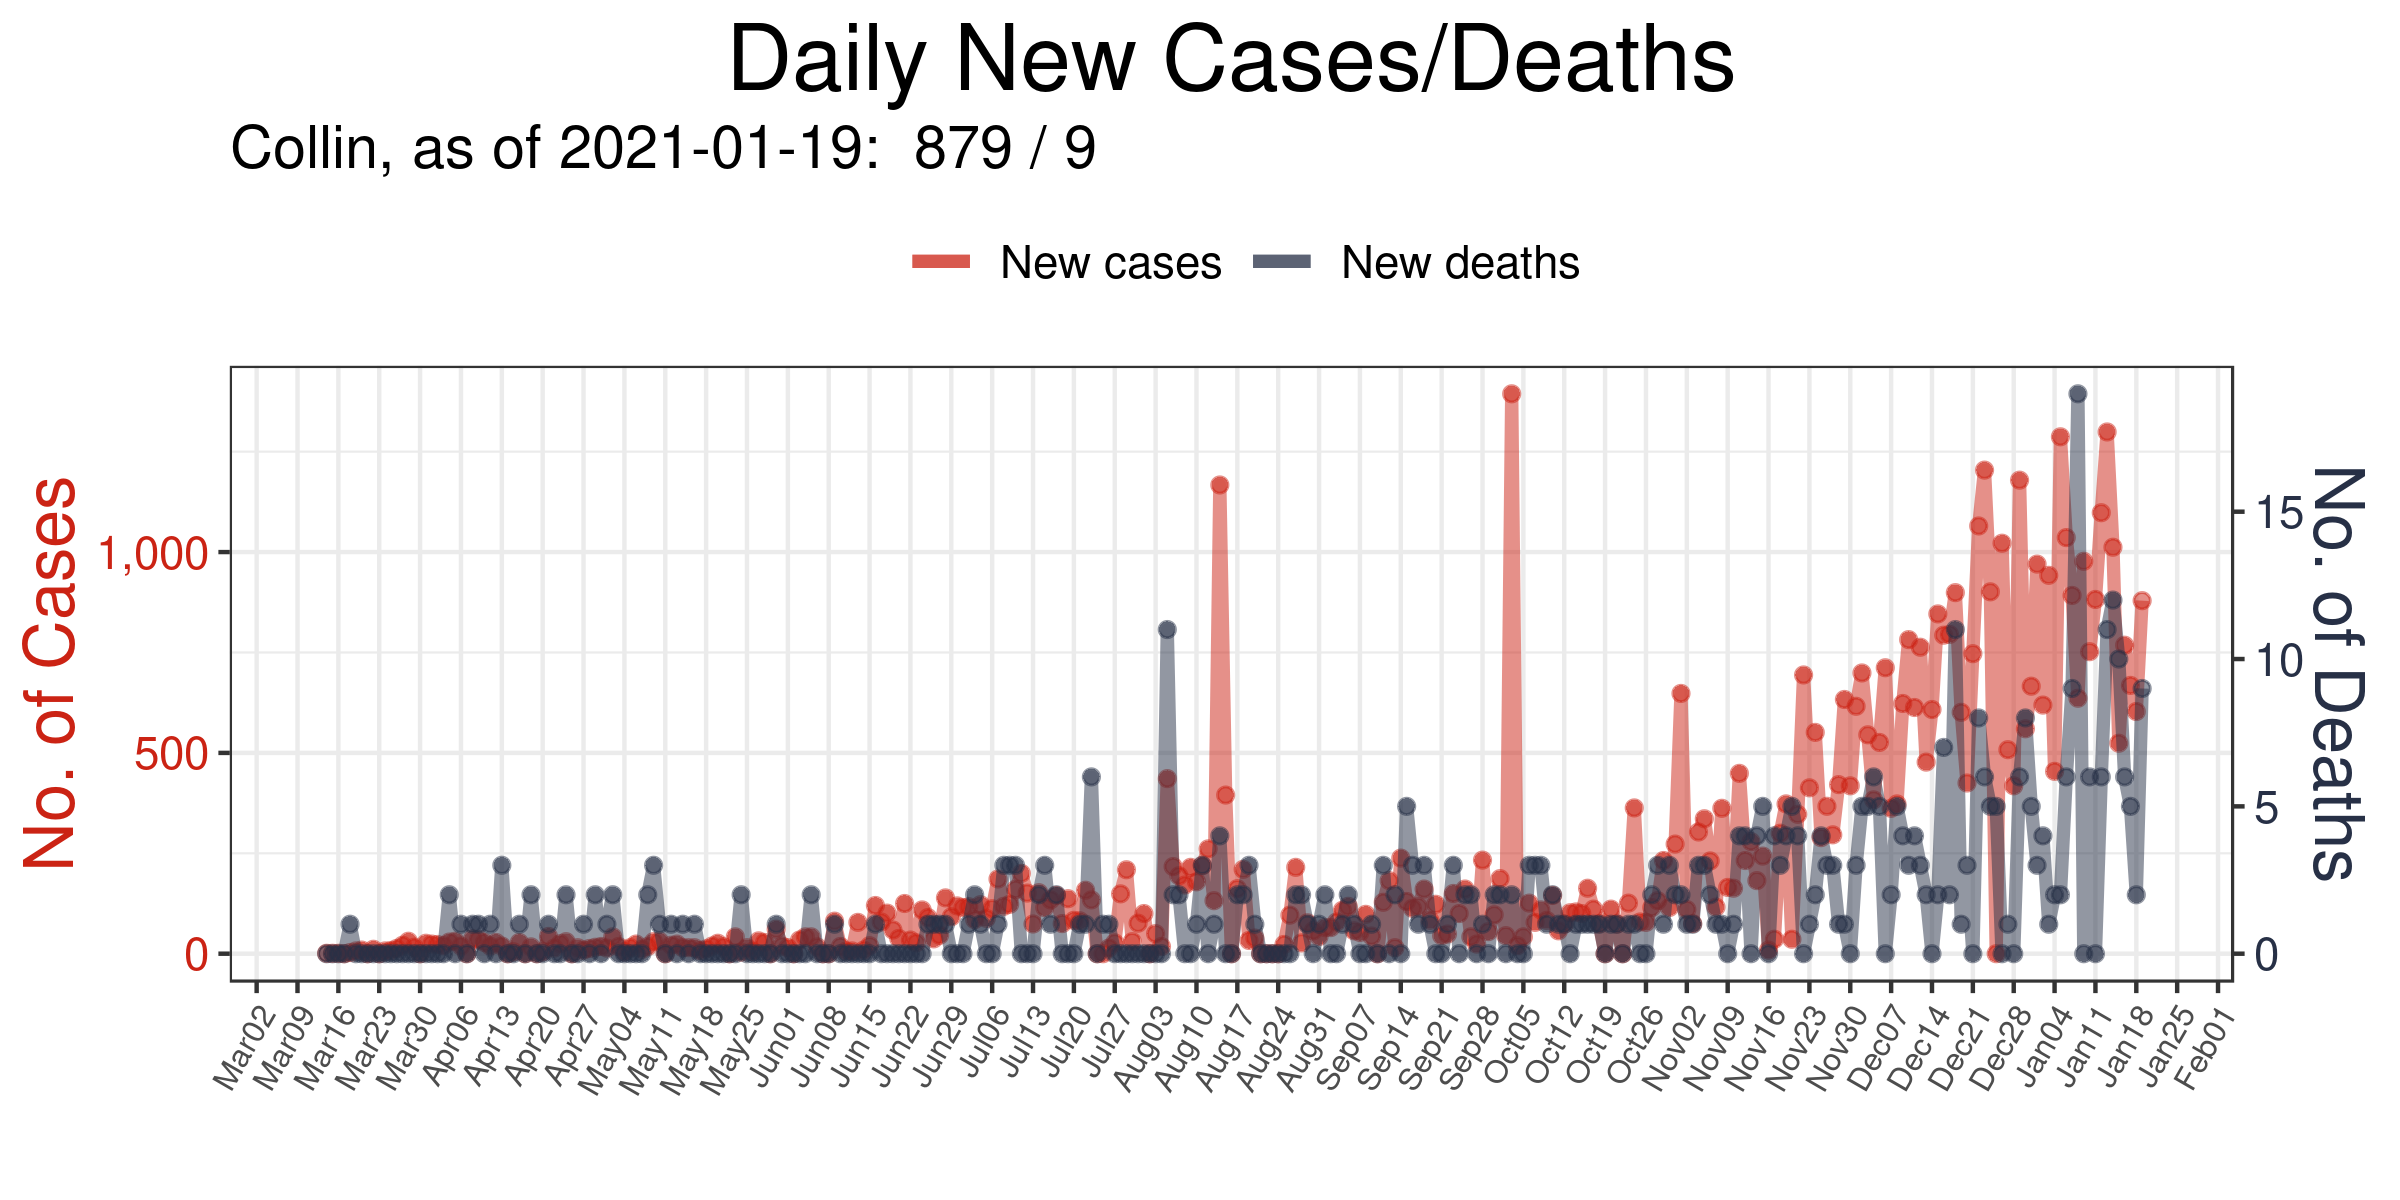 Daily New Cases/Deaths
Collin, as of 2021-01-19:  879 / 9
New cases
New deaths
No. of Cases
1,000
500
0
No. of Deaths
15
10
5
0
Mar02
Mar09
Mar16
Mar23
Mar30
Apr06
Apr13
Apr20
Apr27
May04
May11
May18
May25
Jun01
Jun08
Jun15
Jun22
Jun29
Jul06
Jul13
Jul20
Jul27
Aug03
Aug10
Aug17
Aug24
Aug31
Sep07
Sep14
Sep21
Sep28
Oct05
Oct12
Oct19
Oct26
Nov02
Nov09
Nov16
Nov23
Nov30
Dec07
Dec14
Dec21
Dec28
Jan04
Jan11
Jan18
Jan25
Feb01